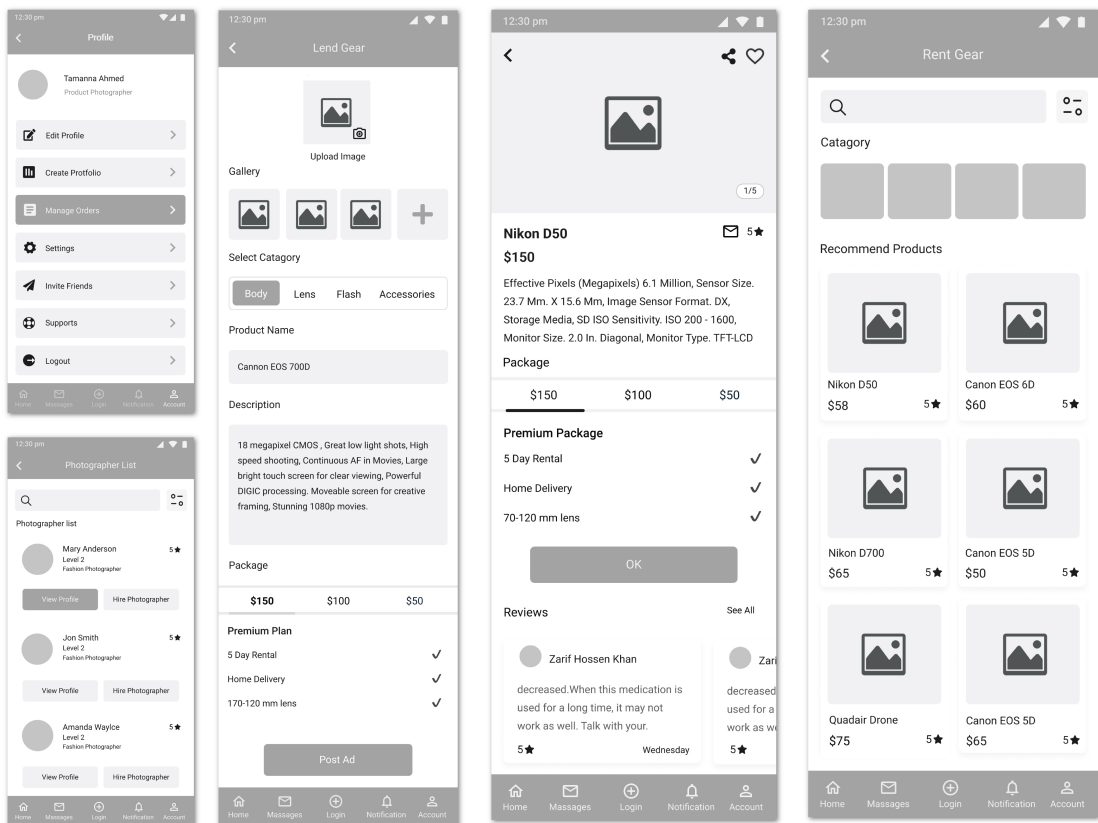 12:30 pm
Profile
Tamanna Ahmed
Product Photographer
Edit Profile
Create Protfolio
Manage Orders
Settings
Invite Friends
Supports
Logout
Home Massages Login Notification Account
12:30 pm
Photographer List
Photographer list
Mary Anderson 5
Level 2
Fashion Photographer
View Profile Hire Photographer
Jon Smith 5
Level 2
Fashion Photographer
View Profile Hire Photographer
Amanda Waylce 5
Level 2
Fashion Photographer
View Profile Hire Photographer
Home Massages Login Notification Account
12:30 pm
Lend Gear
Upload Image
Gallery
Select Catagory
Body Lens Flash Accessories
Product Name
Cannon EOS 700D
Description
18 megapixel CMOS , Great low light shots, High
speed shooting, Continuous AF in Movies, Large
bright touch screen for clear viewing, Powerful
DIGIC processing. Moveable screen for creative
framing, Stunning 1080p movies.
Package
$150 $100 $50
Premium Plan
5 Day Rental
Home Delivery
170-120 mm lens
Post Ad
Home Massages Login Notification Account
12:30 pm
1/5
Nikon D50 5
$150
Effective Pixels (Megapixels) 6.1 Million, Sensor Size.
23.7 Mm. X 15.6 Mm, Image Sensor Format. DX,
Storage Media, SD ISO Sensitivity. ISO 200 - 1600,
Monitor Size. 2.0 In. Diagonal, Monitor Type. TFT-LCD
Package
$150 $100 $50
Premium Package
5 Day Rental
Home Delivery
70-120 mm lens
OK
Reviews See All
Zarif Hossen Khan
decreased.When this medication is
used for a long time, it may not
work as well. Talk with your.
5 Wednesday
Zari
decreased
used for a
work as we
5
Home Massages Login Notification Account
12:30 pm
Rent Gear
Catagory
Recommend Products
Nikon D50 Canon EOS 6D
$58 5 $60 5
Nikon D700 Canon EOS 5D
$65 5 $50 5
Quadair Drone Canon EOS 5D
$75 5 $65 5
Home Massages Login Notification Account